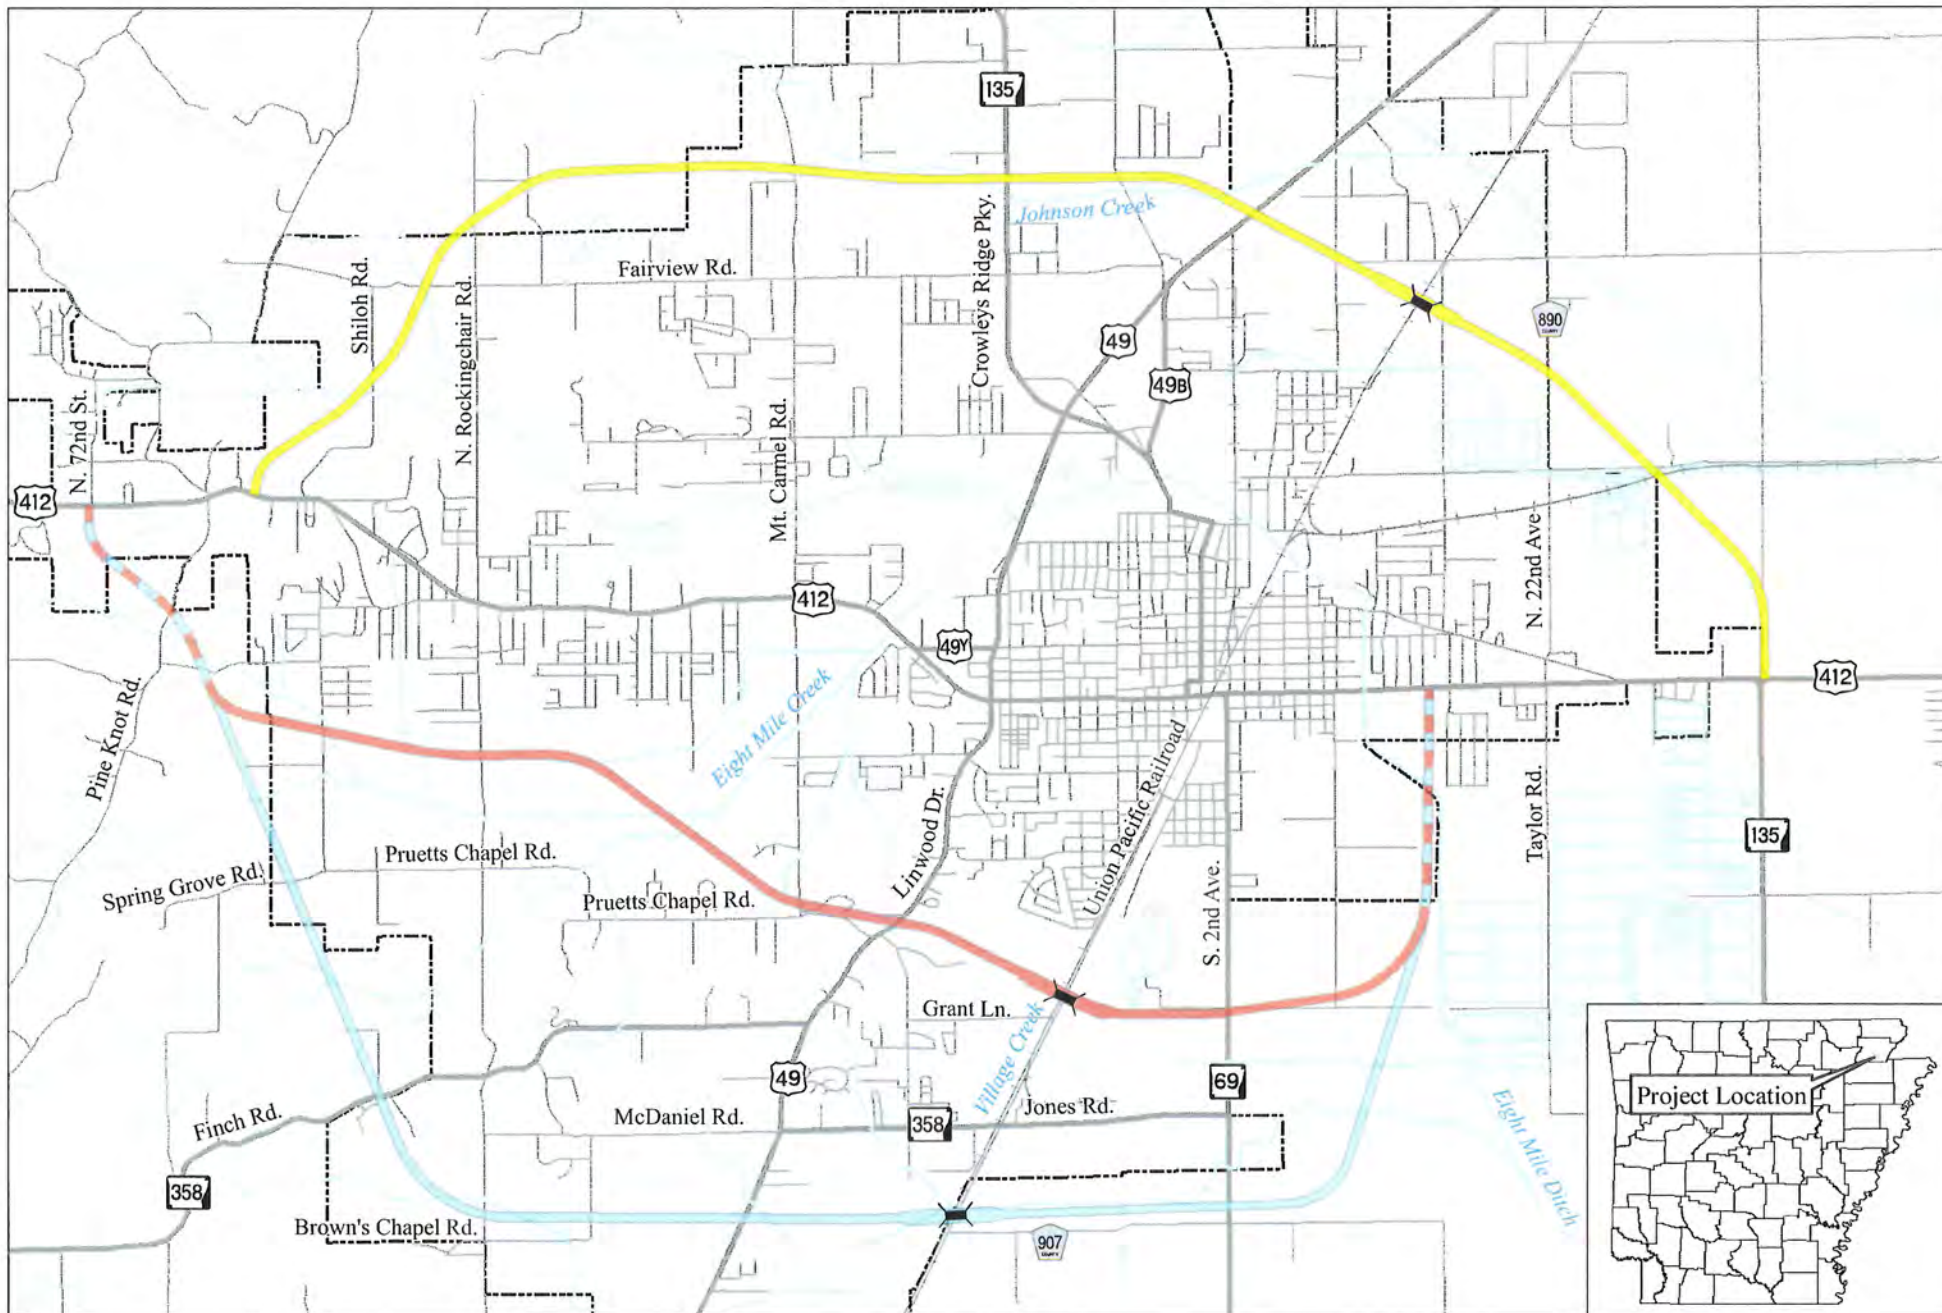 135
Johnson Creek
Crowleys Ridge Pky.
Fairview Rd.
Shiloh Rd.
N. Rockingchair Rd.
890
COUNTY
49
49B
N. 72nd St.
Mt. Carmel Rd.
412
N. 22nd Ave
412
49Y
412
Pine Knot Rd.
Eight Mile Creek
Union Pacific Railroad
Linwood Dr.
Taylor Rd.
135
Pruetts Chapel Rd.
Spring Grove Rd.
Pruetts Chapel Rd.
S. 2nd Ave.
Grant Ln.
Village Creek
49
69
Project Location
Finch Rd.
McDaniel Rd.
358
Jones Rd.
Eight Mile Ditch
358
Brown's Chapel Rd.
907
COUNTY